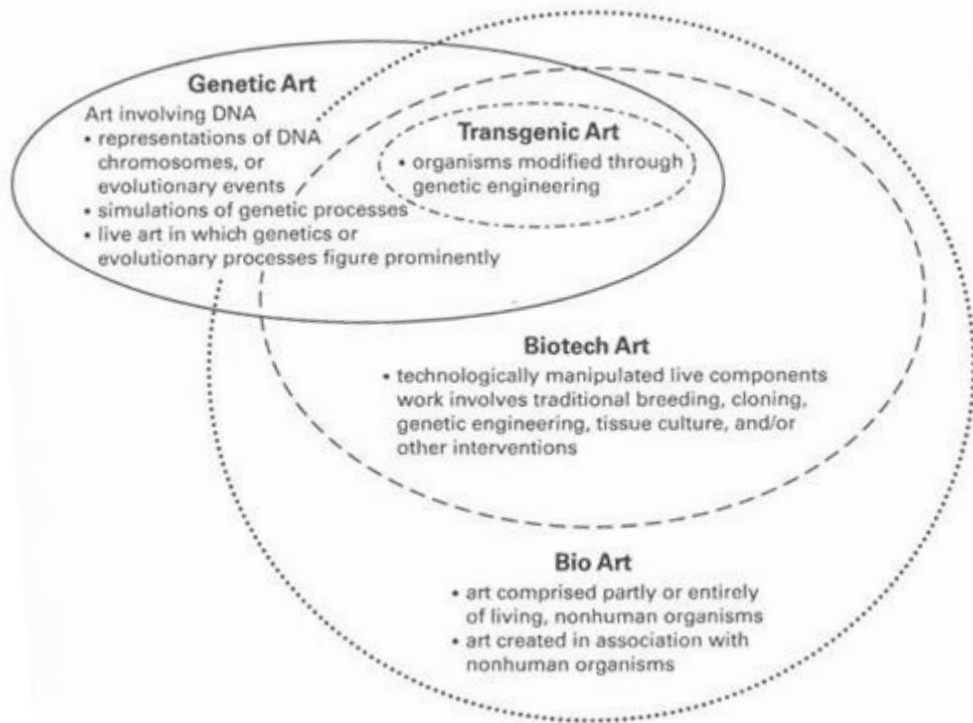 Genetic Art
Art involving DNA
• representations of DNA
chromosomes, or
evolutionary events
• simulations of genetic processes
• live art in which genetics or
evolutionary processes figure prominently
Transgenic Art
• organisms modified through
genetic engineering
Biotech Art
• technologically manipulated live components
work involves traditional breeding, cloning,
genetic engineering, tissue culture, and/or
other interventions
Bio Art
• art comprised partly or entirely
of living, nonhuman organisms
• art created in association with
nonhuman organisms